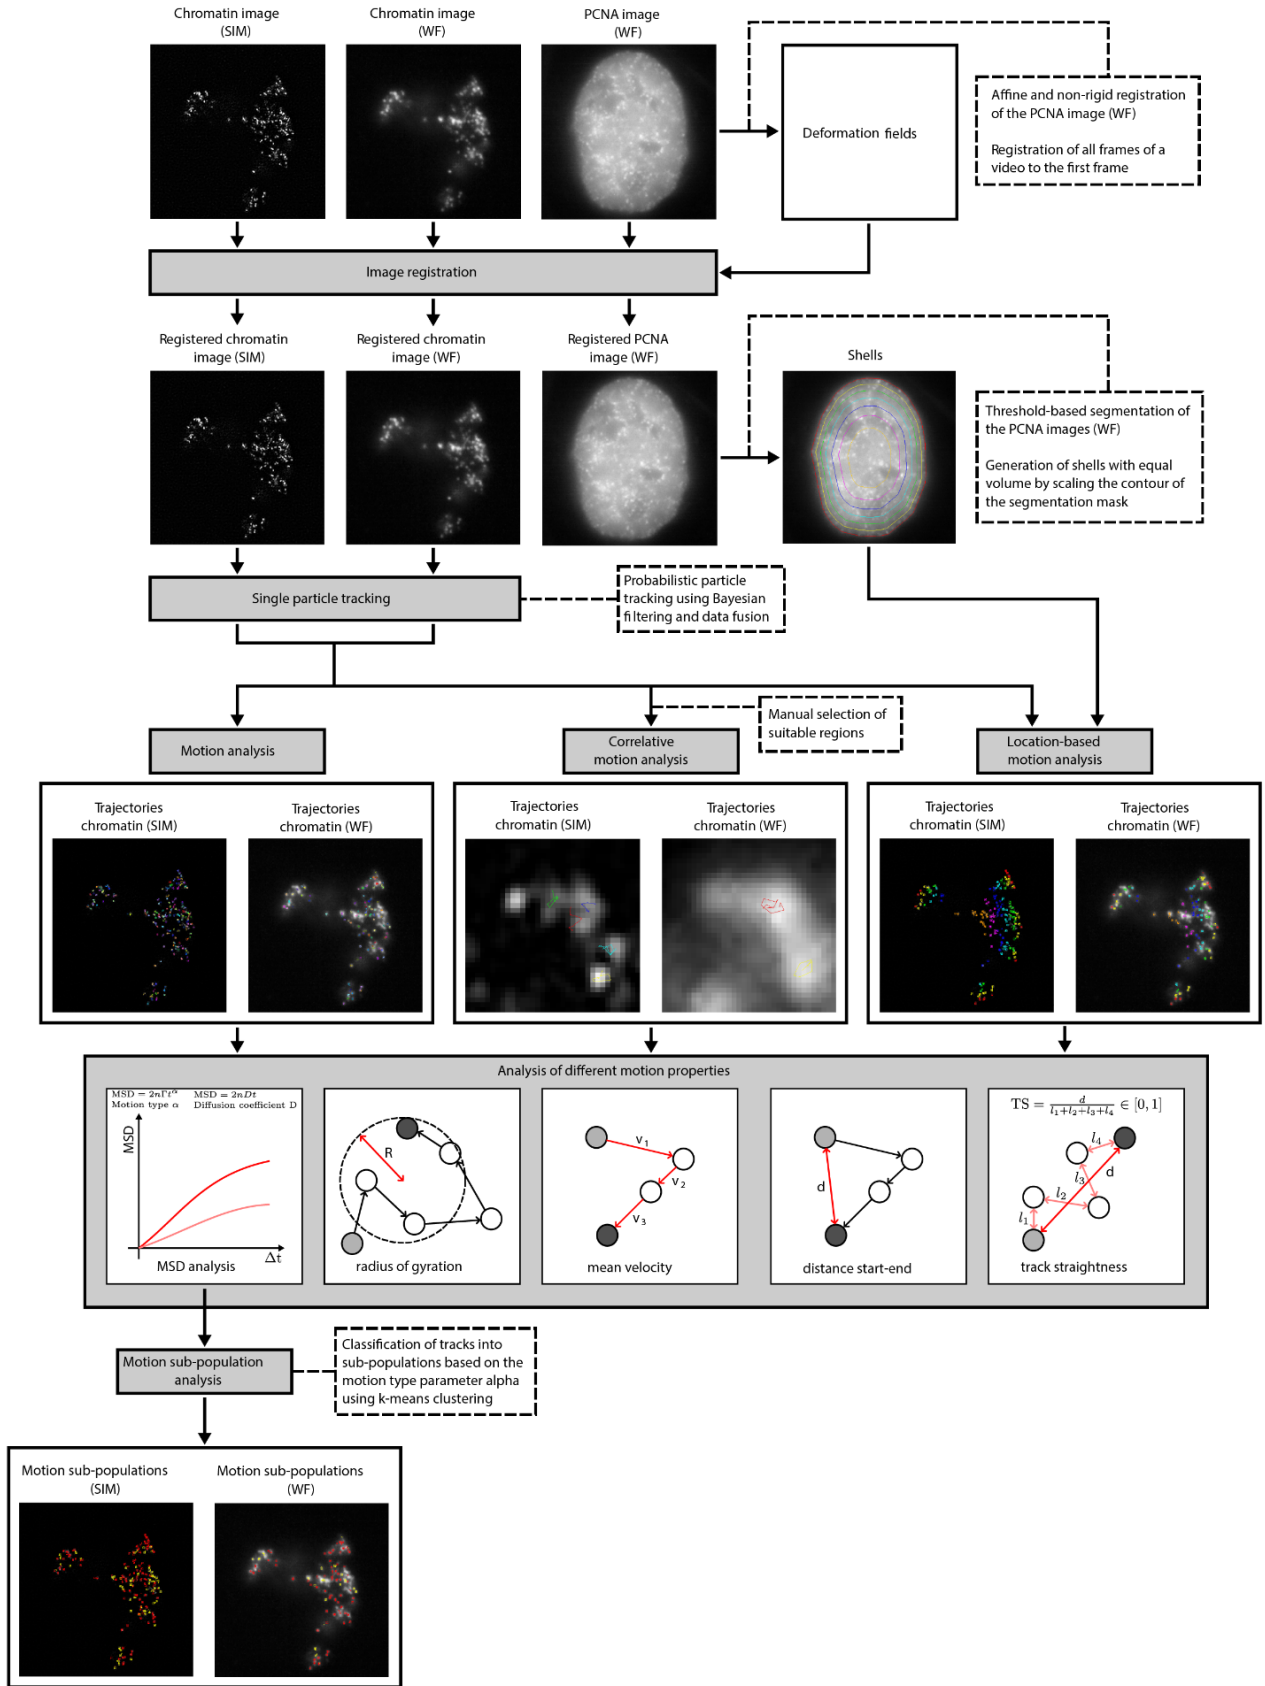 Chromatin image
(SIM)
Chromatin image
(WF)
PCNA image
(WF)
Deformation fields
Affine and non-rigid registration
of the PCNA image (WF)
Registration of all frames of a
video to the first frame
Image registration
Registered chromatin
image (SIM)
Registered chromatin
image (WF)
Registered PCNA
image (WF)
Shells
Threshold-based segmentation of
the PCNA images (WF)
Generation of shells with equal
volume by scaling the contour of
the segmentation mask
Single particle tracking
Probabilistic particle
tracking using Bayesian
filtering and data fusion
Manual selection of
suitable regions
Motion analysis
Correlative
motion analysis
Location-based
motion analysis
Trajectories
chromatin (SIM)
Trajectories
chromatin (WF)
Trajectories
chromatin (SIM)
Trajectories
chromatin (WF)
Trajectories
chromatin (SIM)
Trajectories
chromatin (WF)
Analysis of different motion properties
MSD = 2nΓt^α MSD = 2nDt
Motion type α Diffusion coefficient D
MSD
Δt
MSD analysis
R
radius of gyration
v₁
v₂
v₃
mean velocity
d
distance start-end
TS = d / (l₁+l₂+l₃+l₄) ∈ [0, 1]
l₄
l₃
d
l₂
l₁
track straightness
Motion sub-population
analysis
Classification of tracks into
sub-populations based on the
motion type parameter alpha
using k-means clustering
Motion sub-populations
(SIM)
Motion sub-populations
(WF)